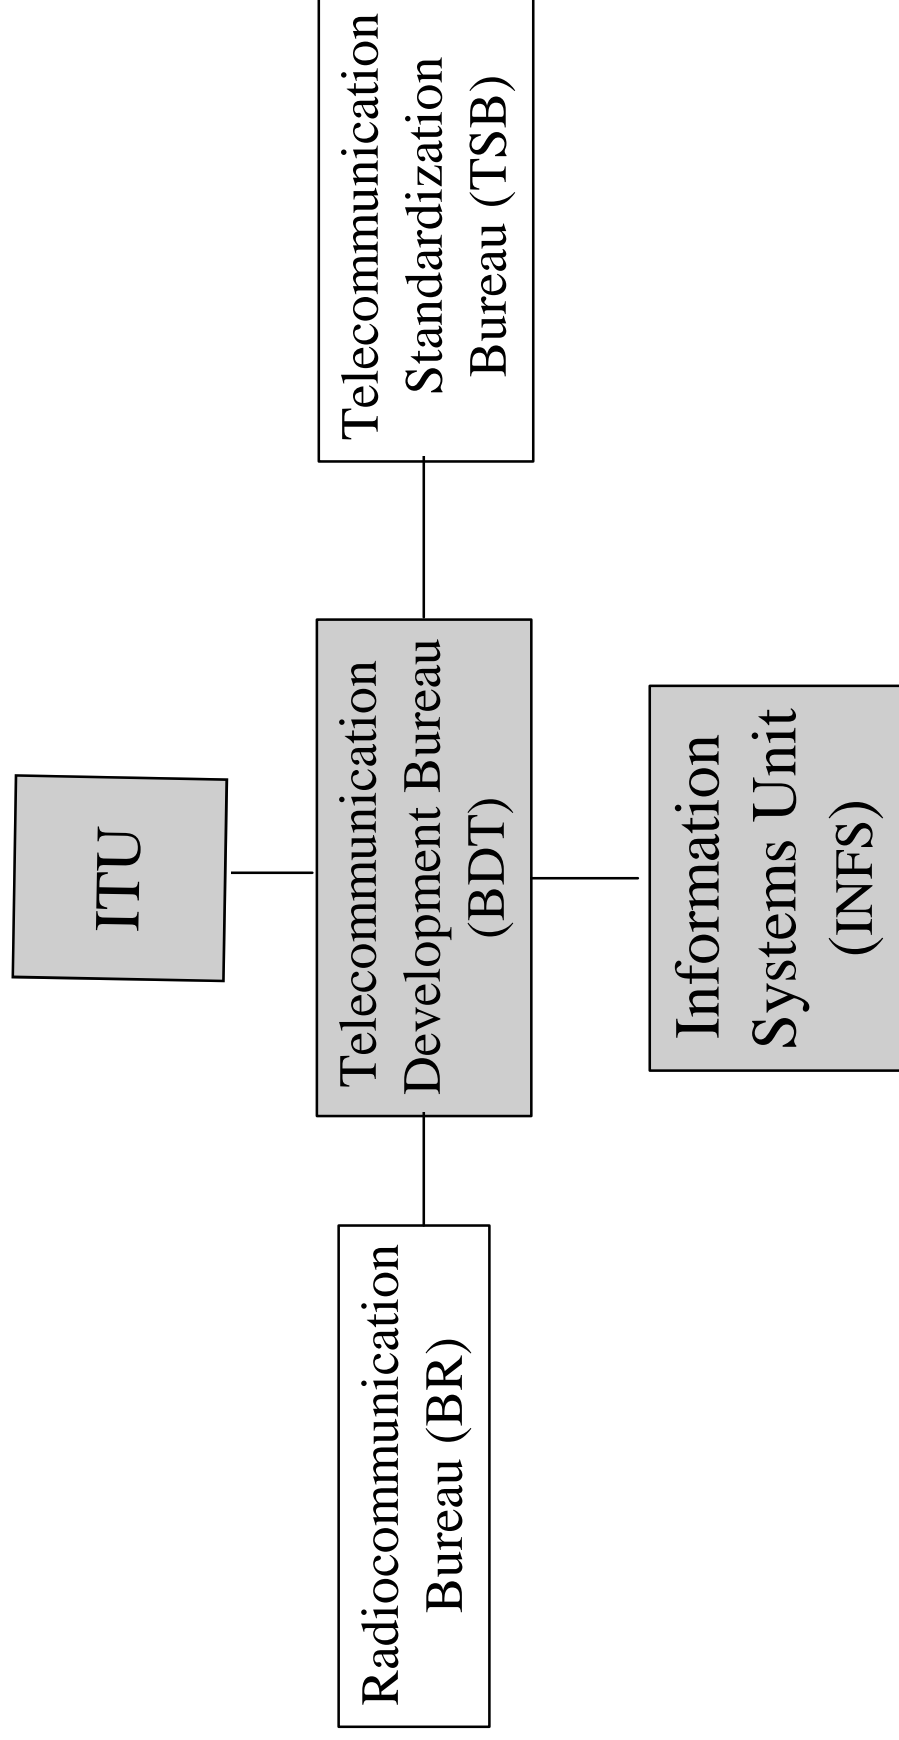 ITU
Radiocommunication
Bureau (BR)
Telecommunication
Development Bureau
(BDT)
Telecommunication
Standardization
Bureau (TSB)
Information
Systems Unit
(INFS)